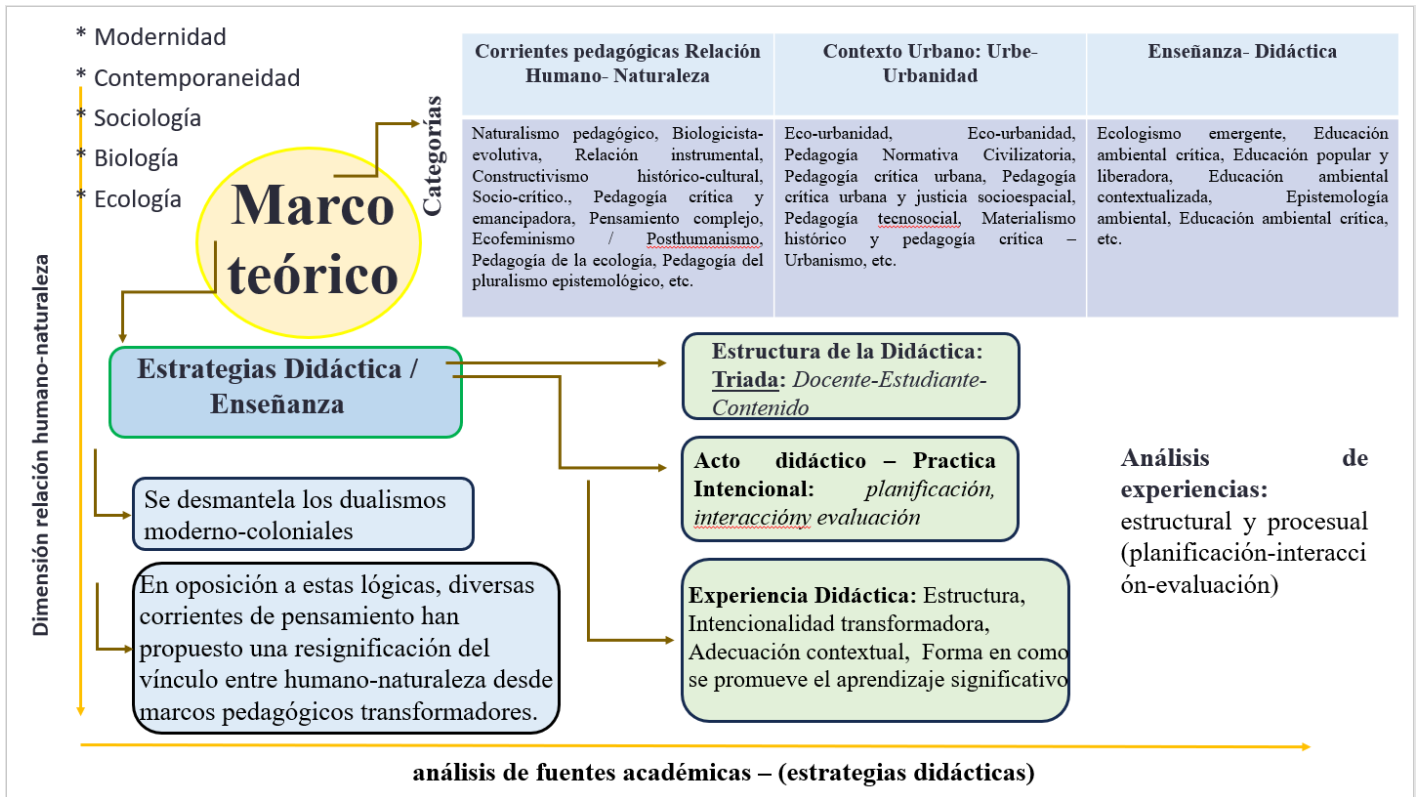 * Modernidad
* Contemporaneidad
* Sociología
* Biología
* Ecología
Dimensión relación humano-naturaleza
Marco
teórico
Categorías
Corrientes pedagógicas Relación
Humano- Naturaleza
Contexto Urbano: Urbe-
Urbanidad
Enseñanza- Didáctica
Naturalismo pedagógico, Biologicista-
evolutiva, Relación instrumental,
Constructivismo histórico-cultural,
Socio-crítico., Pedagogía crítica y
emancipadora, Pensamiento complejo,
Ecofeminismo / Posthumanismo,
Pedagogía de la ecología, Pedagogía del
pluralismo epistemológico, etc.
Eco-urbanidad, Eco-urbanidad,
Pedagogía Normativa Civilizatoria,
Pedagogía crítica urbana, Pedagogía
crítica urbana y justicia socioespacial,
Pedagogía tecnosocial, Materialismo
histórico y pedagogía crítica –
Urbanismo, etc.
Ecologismo emergente, Educación
ambiental crítica, Educación popular y
liberadora, Educación ambiental
contextualizada, Epistemología
ambiental, Educación ambiental crítica,
etc.
Estrategias Didáctica /
Enseñanza
Se desmantela los dualismos
moderno-coloniales
En oposición a estas lógicas, diversas
corrientes de pensamiento han
propuesto una resignificación del
vínculo entre humano-naturaleza desde
marcos pedagógicos transformadores.
Estructura de la Didáctica:
Triada: Docente-Estudiante-
Contenido
Acto didáctico – Practica
Intencional: planificación,
interaccióny evaluación
Experiencia Didáctica: Estructura,
Intencionalidad transformadora,
Adecuación contextual, Forma en como
se promueve el aprendizaje significativo
Análisis de
experiencias:
estructural y procesual
(planificación-interacci
ón-evaluación)
análisis de fuentes académicas – (estrategias didácticas)